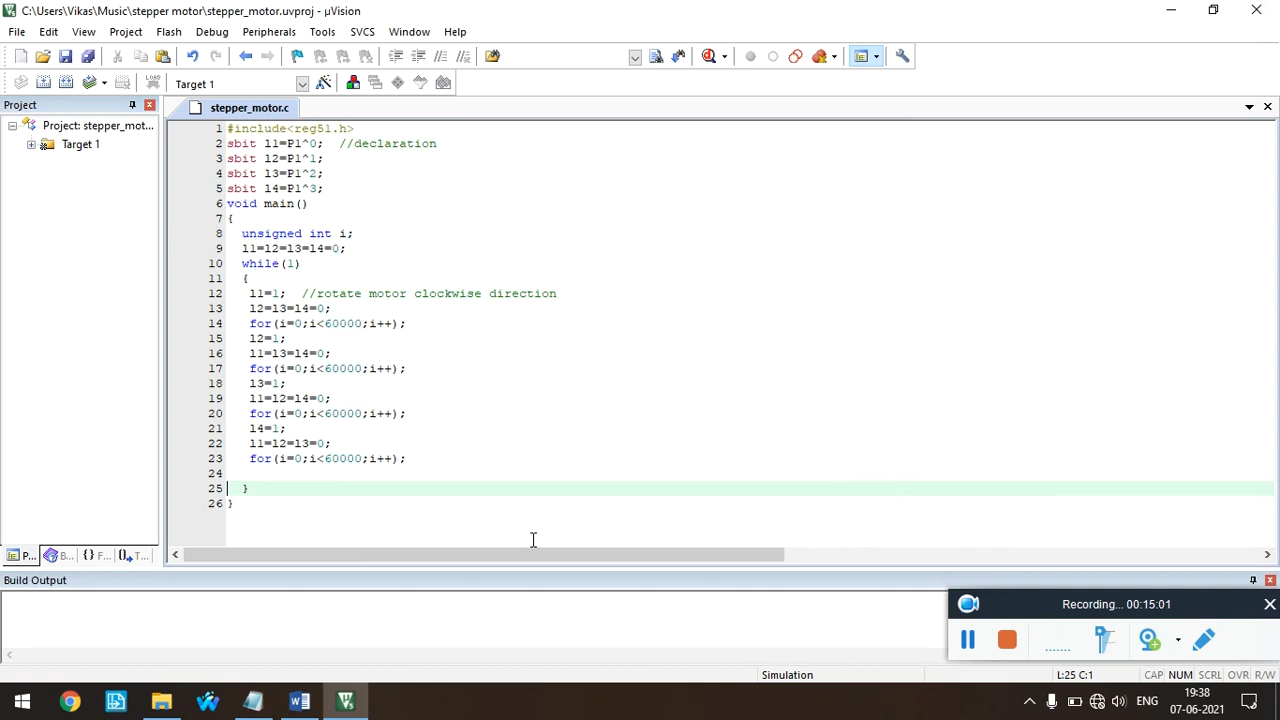 C:\Users\Vikas\Music\stepper motor\stepper_motor.uvproj - µVision
File Edit View Project Flash Debug Peripherals Tools SVCS Window Help
LOAD
Target 1
Project
Project: stepper_mot...
Target 1
stepper_motor.c
1 #include<reg51.h>
2 sbit l1=P1^0; //declaration
3 sbit l2=P1^1;
4 sbit l3=P1^2;
5 sbit l4=P1^3;
6 void main()
7 {
8 unsigned int i;
9 l1=l2=l3=l4=0;
10 while(1)
11 {
12 l1=1; //rotate motor clockwise direction
13 l2=l3=l4=0;
14 for(i=0;i<60000;i++);
15 l2=1;
16 l1=l3=l4=0;
17 for(i=0;i<60000;i++);
18 l3=1;
19 l1=l2=l4=0;
20 for(i=0;i<60000;i++);
21 l4=1;
22 l1=l2=l3=0;
23 for(i=0;i<60000;i++);
24
25 }
26 }
P... B... {} F... T...
Build Output
Recording... 00:15:01
Simulation L:25 C:1 CAP NUM SCRL OVR R/W
ENG
19:38
07-06-2021